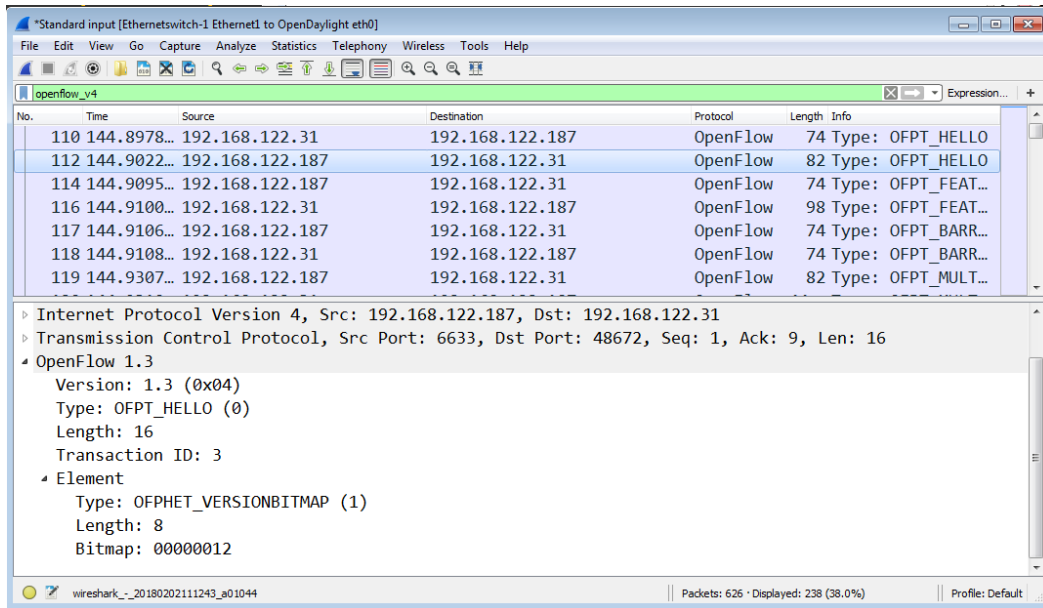 *Standard input [Ethernetswitch-1 Ethernet1 to OpenDaylight eth0]
File Edit View Go Capture Analyze Statistics Telephony Wireless Tools Help
openflow_v4 Expression... +
No. Time Source Destination Protocol Length Info
110 144.8978… 192.168.122.31 192.168.122.187 OpenFlow 74 Type: OFPT_HELLO
112 144.9022… 192.168.122.187 192.168.122.31 OpenFlow 82 Type: OFPT_HELLO
114 144.9095… 192.168.122.187 192.168.122.31 OpenFlow 74 Type: OFPT_FEAT…
116 144.9100… 192.168.122.31 192.168.122.187 OpenFlow 98 Type: OFPT_FEAT…
117 144.9106… 192.168.122.187 192.168.122.31 OpenFlow 74 Type: OFPT_BARR…
118 144.9108… 192.168.122.31 192.168.122.187 OpenFlow 74 Type: OFPT_BARR…
119 144.9307… 192.168.122.187 192.168.122.31 OpenFlow 82 Type: OFPT_MULT…
Internet Protocol Version 4, Src: 192.168.122.187, Dst: 192.168.122.31
Transmission Control Protocol, Src Port: 6633, Dst Port: 48672, Seq: 1, Ack: 9, Len: 16
OpenFlow 1.3
Version: 1.3 (0x04)
Type: OFPT_HELLO (0)
Length: 16
Transaction ID: 3
Element
Type: OFPHET_VERSIONBITMAP (1)
Length: 8
Bitmap: 00000012
wireshark_-_20180202111243_a01044 Packets: 626 · Displayed: 238 (38.0%) Profile: Default